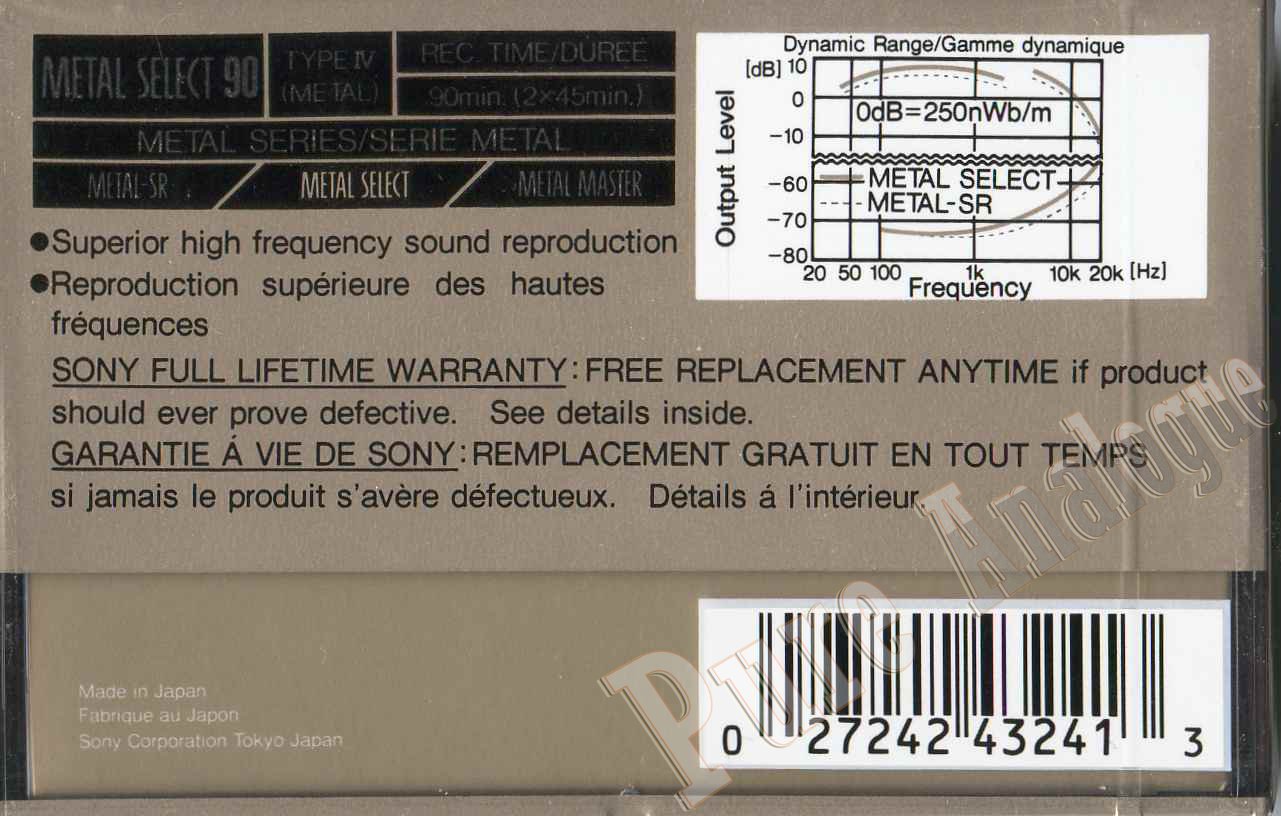 METAL SELECT 90
TYPE IV
(METAL)
REC. TIME/DUREE
90min. (2×45min.)
METAL SERIES/SERIE METAL
METAL-SR / METAL SELECT / METAL MASTER
●Superior high frequency sound reproduction
●Reproduction supérieure des hautes
fréquences
Dynamic Range/Gamme dynamique
[dB] 10
0
-10
-60
-70
-80
Output Level
0dB=250nWb/m
METAL SELECT
METAL-SR
20 50 100 1k 10k 20k [Hz]
Frequency
SONY FULL LIFETIME WARRANTY: FREE REPLACEMENT ANYTIME if product
should ever prove defective. See details inside.
GARANTIE Á VIE DE SONY: REMPLACEMENT GRATUIT EN TOUT TEMPS
si jamais le produit s'avère défectueux. Détails á l'intérieur.
Pure Analogue
Made in Japan
Fabrique au Japon
Sony Corporation Tokyo Japan
0 27242 43241 3